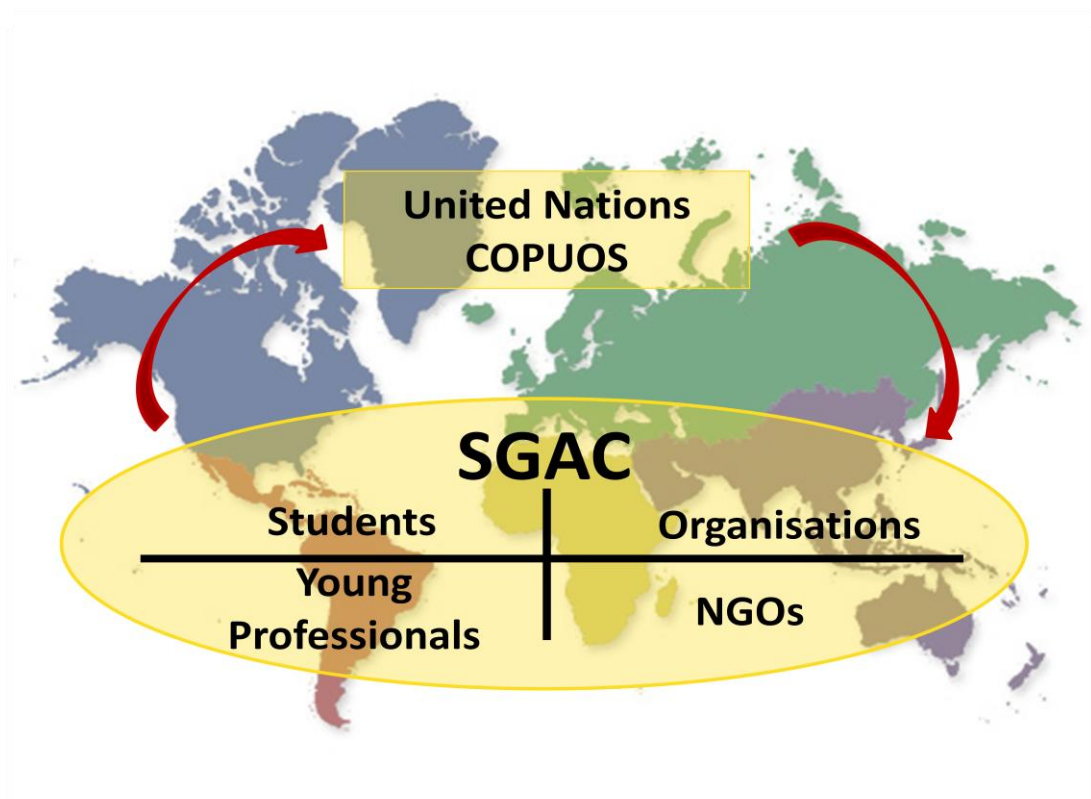 United Nations
COPUOS
SGAC
Students
Organisations
Young
Professionals
NGOs